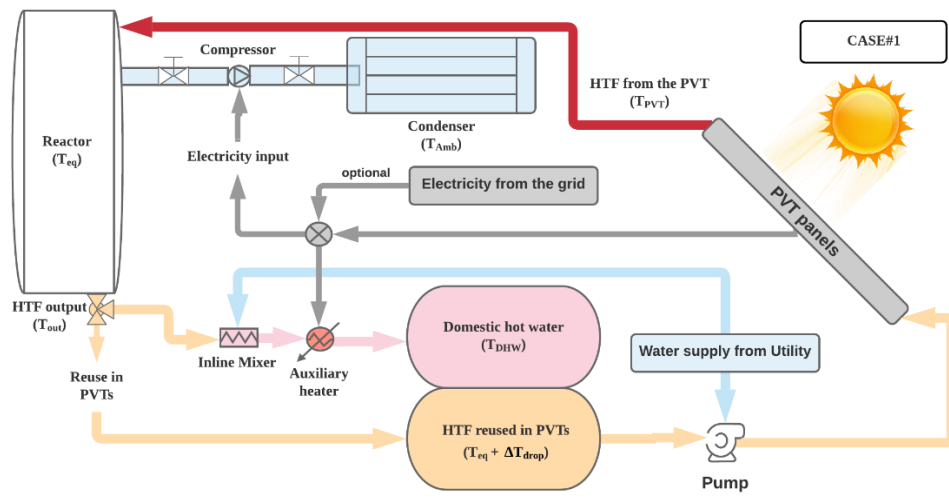 CASE#1
Compressor
HTF from the PVT
(TPVT)
Reactor
(Teq)
Condenser
(TAmb)
Electricity input
optional
Electricity from the grid
PVT panels
HTF output
(Tout)
Inline Mixer
Auxiliary
heater
Domestic hot water
(TDHW)
Water supply from Utility
Reuse in
PVTs
HTF reused in PVTs
(Teq + ΔTdrop)
Pump